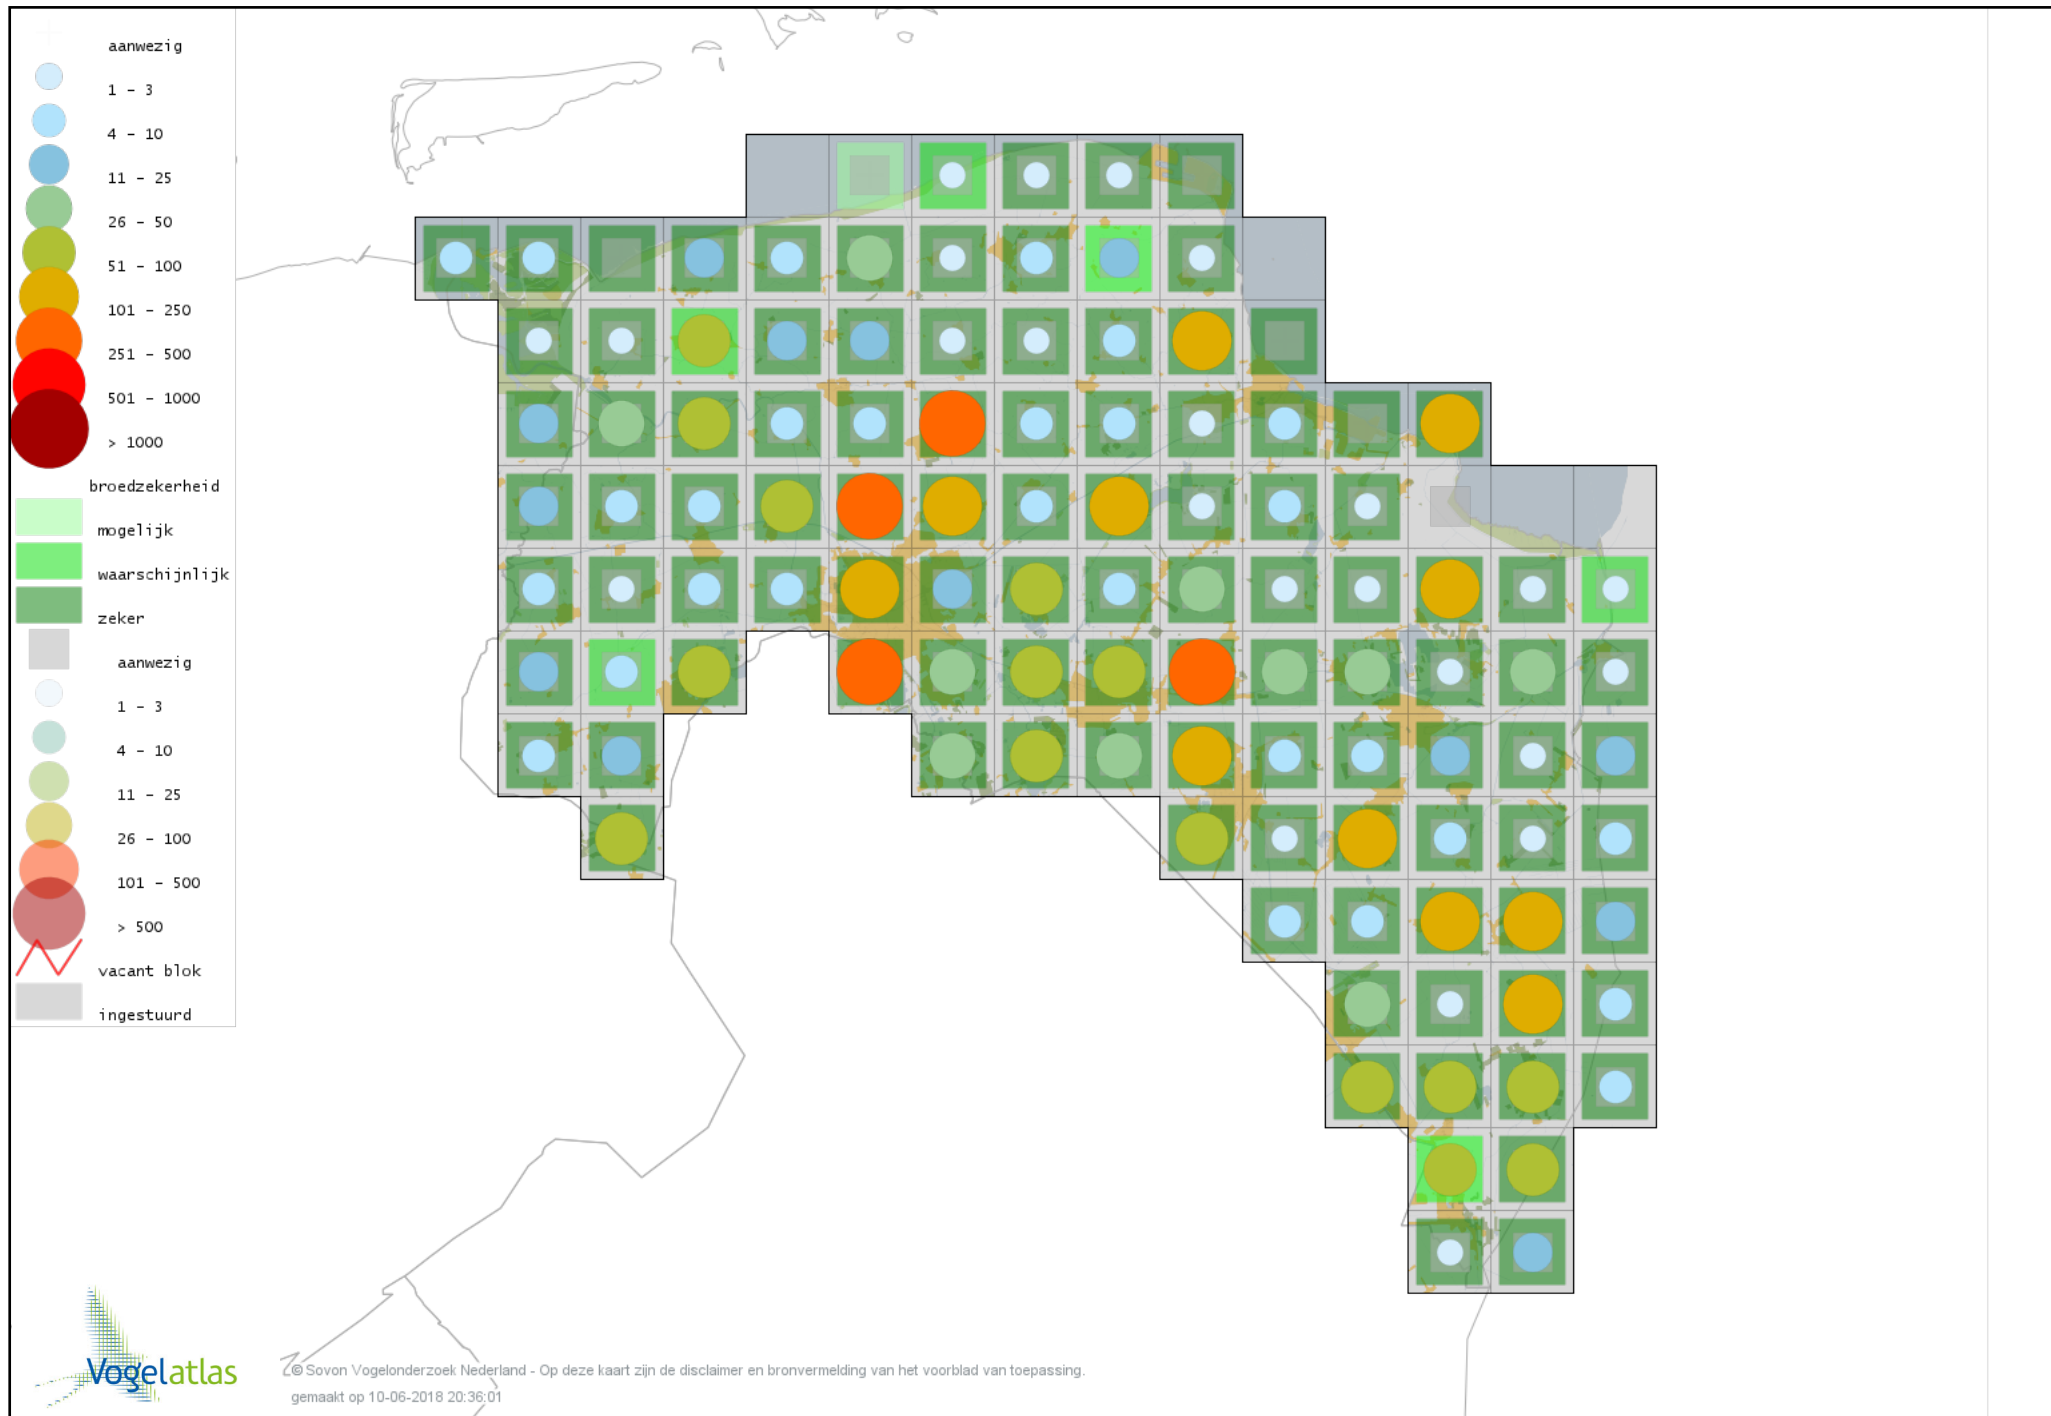 aanwezig
1 - 3
4 - 10
11 - 25
26 - 50
51 - 100
101 - 250
251 - 500
501 - 1000
> 1000
broedzekerheid
mogelijk
waarschijnlijk
zeker
aanwezig
1 - 3
4 - 10
11 - 25
26 - 100
101 - 500
> 500
vacant blok
ingestuurd
Vogelatlas
© Sovon Vogelonderzoek Nederland - Op deze kaart zijn de disclaimer en bronvermelding van het voorblad van toepassing.
gemaakt op 10-06-2018 20:36:01